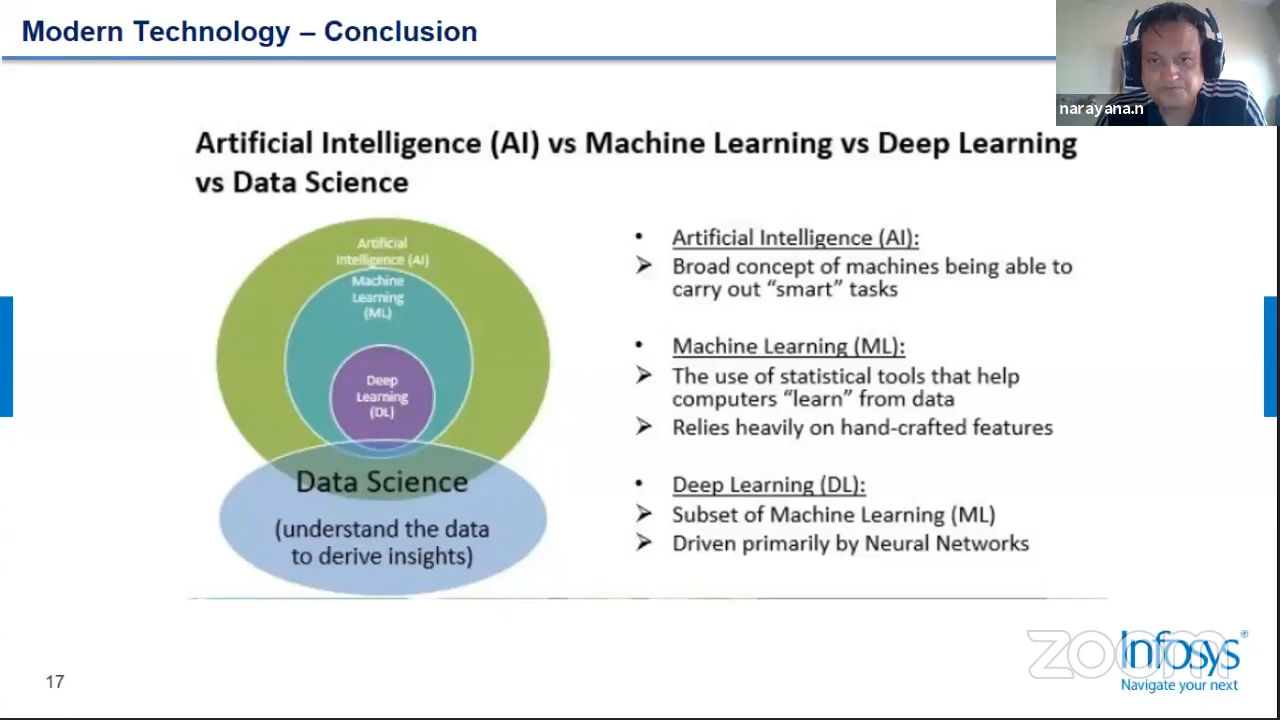 Modern Technology – Conclusion
narayana.n
Artificial Intelligence (AI) vs Machine Learning vs Deep Learning
vs Data Science
Artificial
Intelligence (AI)
Machine
Learning
(ML)
Deep
Learning
(DL)
Data Science
(understand the data
to derive insights)
• Artificial Intelligence (AI):
➢ Broad concept of machines being able to
carry out “smart” tasks
• Machine Learning (ML):
➢ The use of statistical tools that help
computers “learn” from data
➢ Relies heavily on hand-crafted features
• Deep Learning (DL):
➢ Subset of Machine Learning (ML)
➢ Driven primarily by Neural Networks
zoom
Infosys®
Navigate your next
17